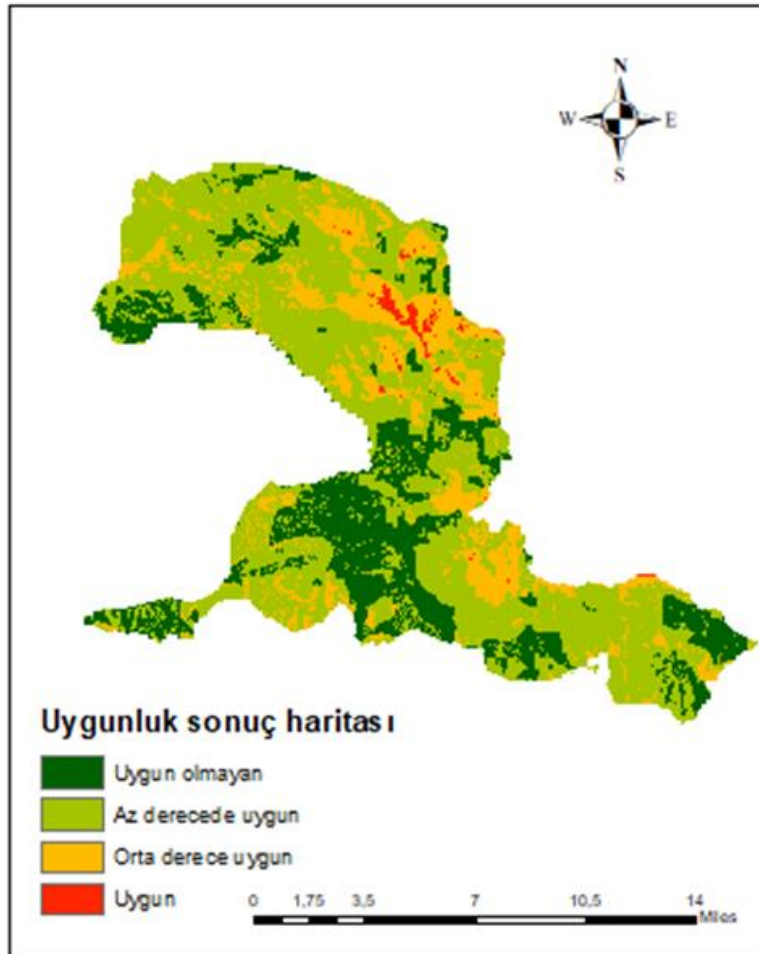 N
W E
S
Uygunluk sonuç haritası
Uygun olmayan
Az derecede uygun
Orta derece uygun
Uygun
0 1,75 3,5 7 10,5 14
Miles